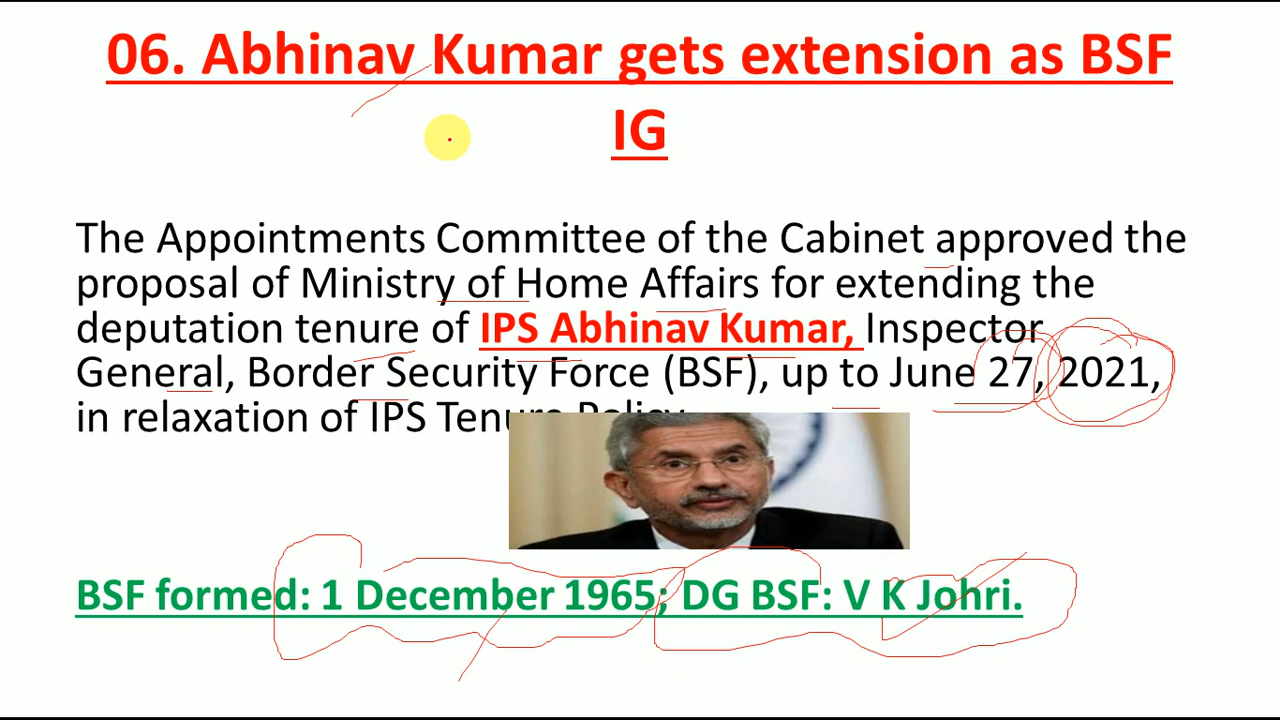 06. Abhinav Kumar gets extension as BSF
IG
The Appointments Committee of the Cabinet approved the
proposal of Ministry of Home Affairs for extending the
deputation tenure of IPS Abhinav Kumar, Inspector
General, Border Security Force (BSF), up to June 27, 2021,
in relaxation of IPS Tenure Policy
BSF formed: 1 December 1965; DG BSF: V K Johri.